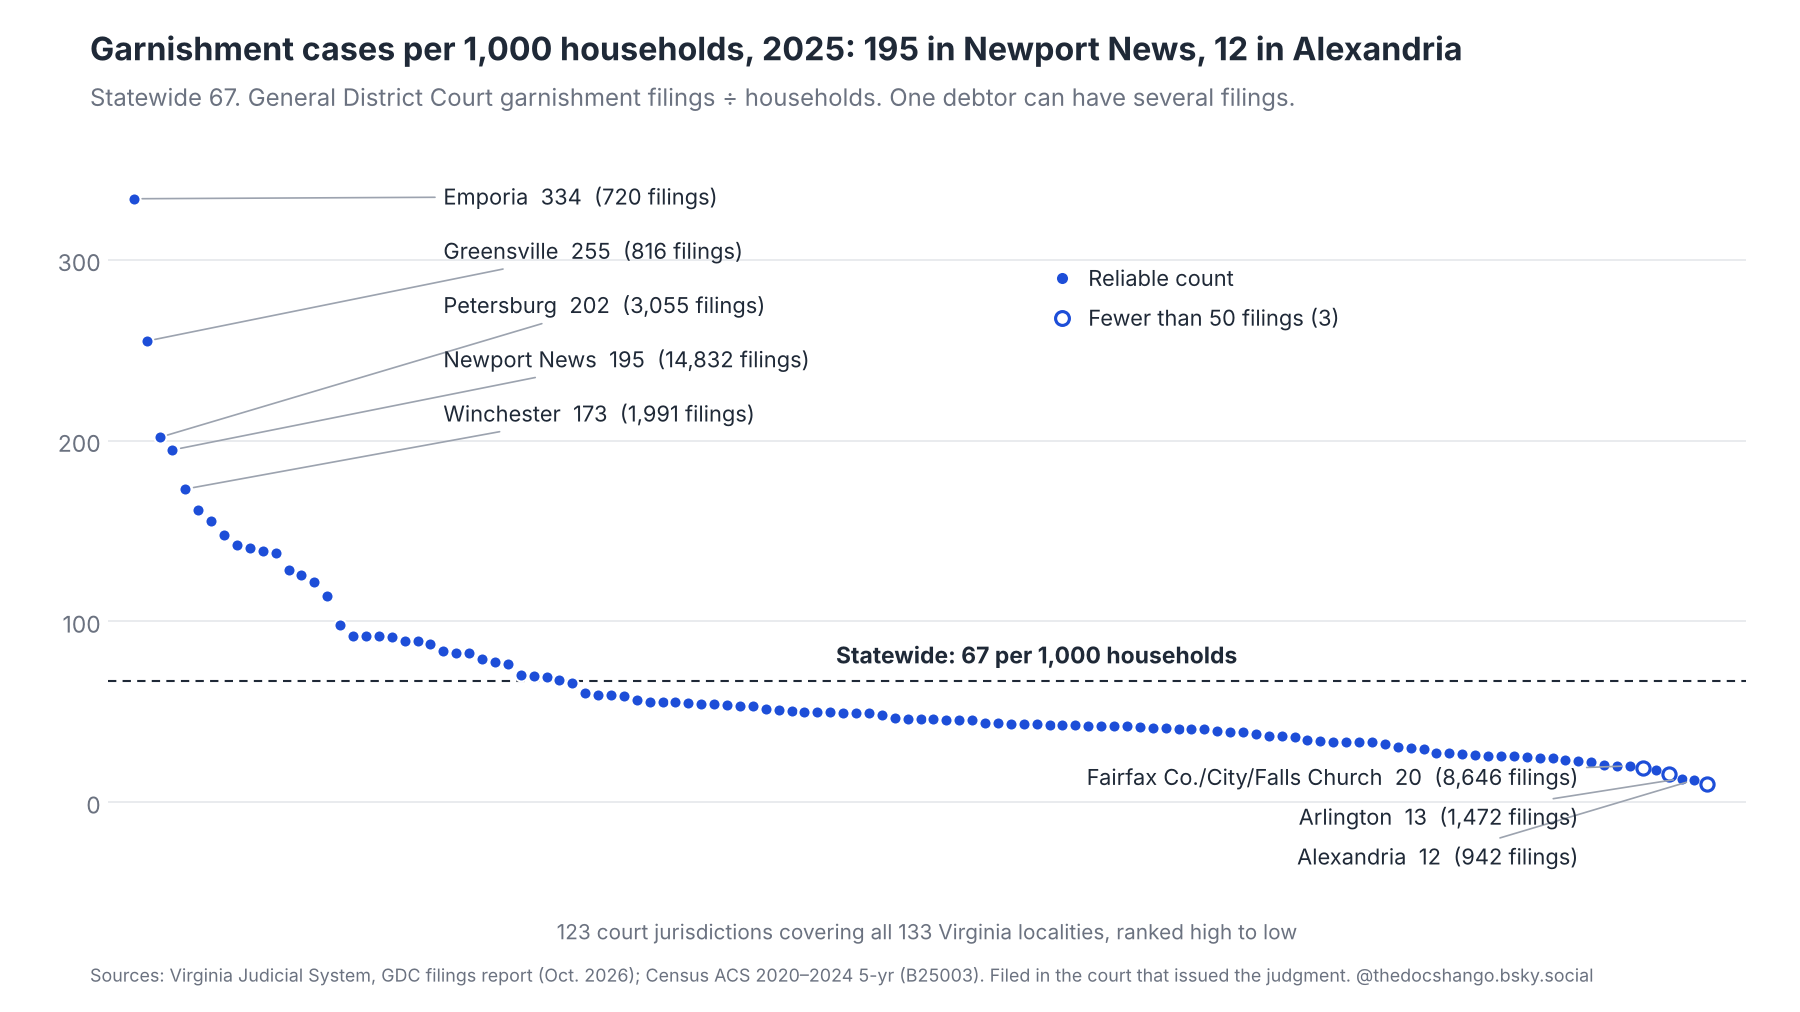 Garnishment cases per 1,000 households, 2025: 195 in Newport News, 12 in Alexandria
Statewide 67. General District Court garnishment filings ÷ households. One debtor can have several filings.
Emporia 334 (720 filings)
Greensville 255 (816 filings)
300
Reliable count
Petersburg 202 (3,055 filings)
Fewer than 50 filings (3)
Newport News 195 (14,832 filings)
Winchester 173 (1,991 filings)
200
100
Statewide: 67 per 1,000 households
Fairfax Co./City/Falls Church 20 (8,646 filings)
0
Arlington 13 (1,472 filings)
Alexandria 12 (942 filings)
123 court jurisdictions covering all 133 Virginia localities, ranked high to low
Sources: Virginia Judicial System, GDC filings report (Oct. 2026); Census ACS 2020–2024 5-yr (B25003). Filed in the court that issued the judgment. @thedocshango.bsky.social